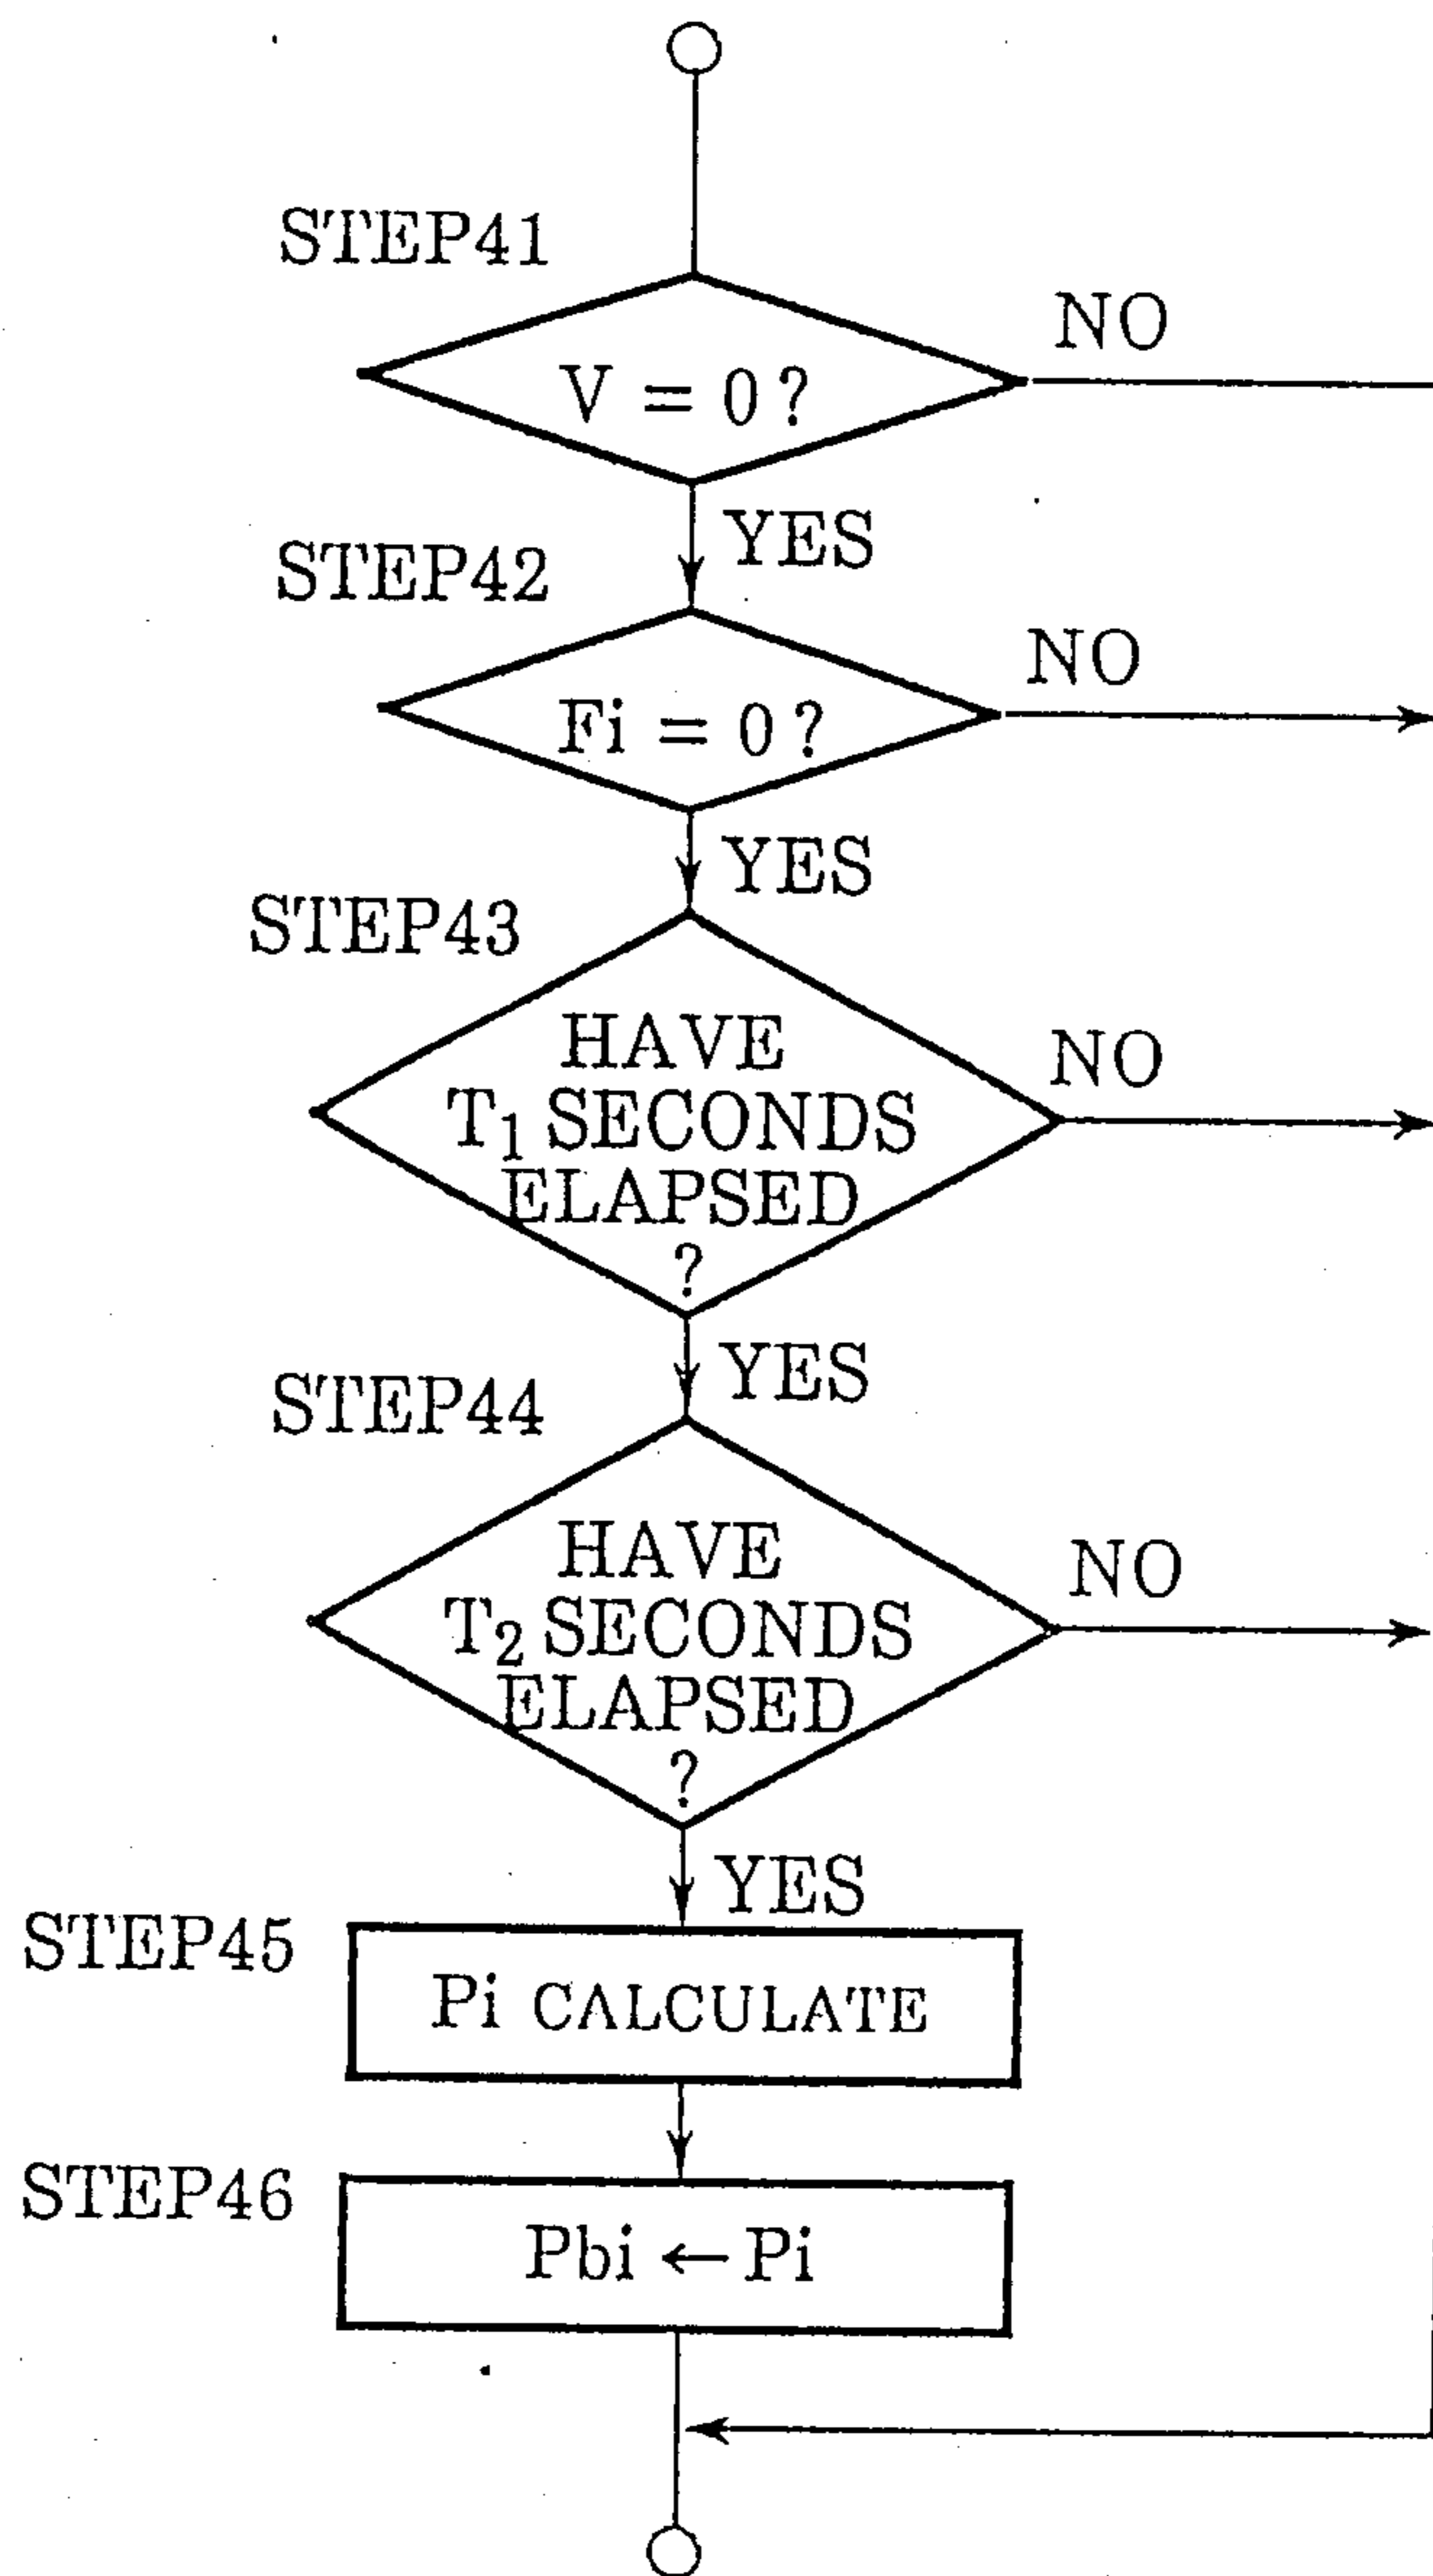 STEP41
V = 0 ?
NO
YES
STEP42
Fi = 0 ?
NO
YES
STEP43
HAVE
T₁ SECONDS
ELAPSED
?
NO
YES
STEP44
HAVE
T₂ SECONDS
ELAPSED
?
NO
YES
STEP45
Pi CALCULATE
STEP46
Pbi ← Pi